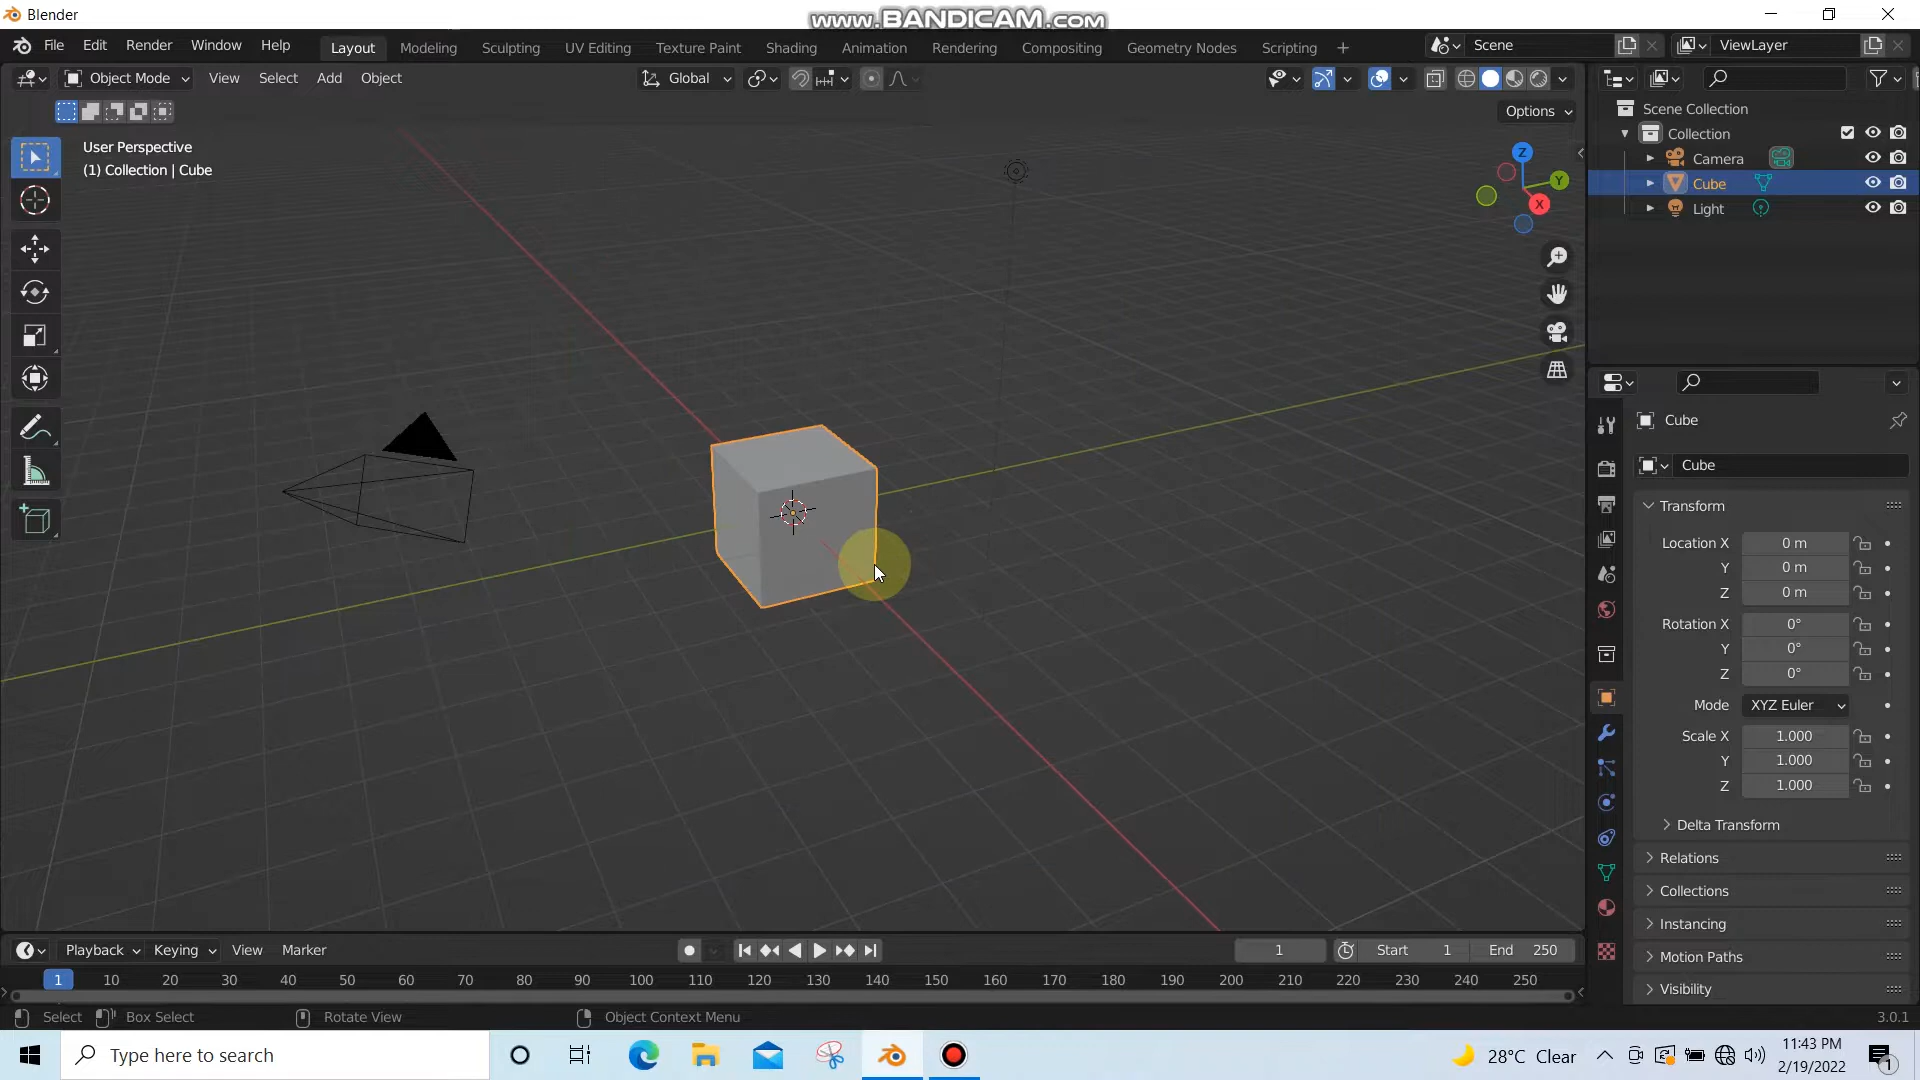 Blender
www.BANDICAM.com
File Edit Render Window Help
Layout Modeling Sculpting UV Editing Texture Paint Shading Animation Rendering Compositing Geometry Nodes Scripting
Scene
ViewLayer
Object Mode View Select Add Object
Global
Options
User Perspective
(1) Collection | Cube
Z
Y
X
Scene Collection
Collection
Camera
Cube
Light
Cube
Cube
Transform
Location X 0 m
Y 0 m
Z 0 m
Rotation X 0°
Y 0°
Z 0°
Mode XYZ Euler
Scale X 1.000
Y 1.000
Z 1.000
Delta Transform
Relations
Collections
Instancing
Motion Paths
Visibility
Playback Keying View Marker
1
Start 1 End 250
1 10 20 30 40 50 60 70 80 90 100 110 120 130 140 150 160 170 180 190 200 210 220 230 240 250
Select Box Select Rotate View Object Context Menu
3.0.1
Type here to search
28°C Clear
11:43 PM
2/19/2022
1